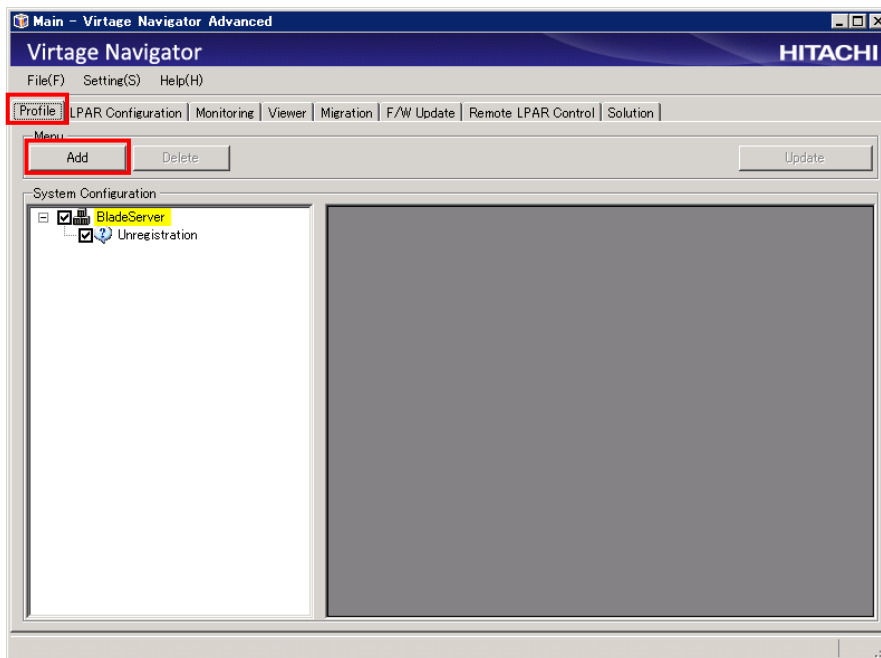 Main - Virtage Navigator Advanced
Virtage Navigator
HITACHI
File(F) Setting(S) Help(H)
Profile LPAR Configuration Monitoring Viewer Migration F/W Update Remote LPAR Control Solution
Menu
Add Delete Update
System Configuration
BladeServer
Unregistration